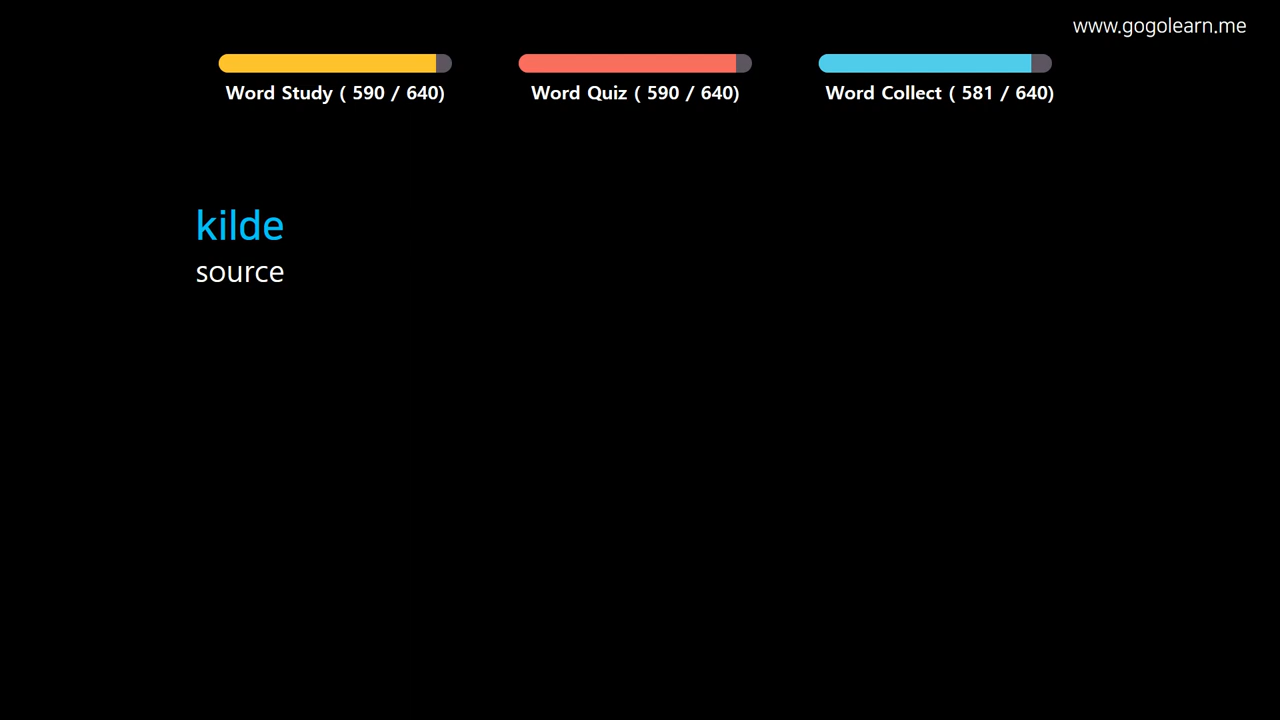 www.gogolearn.me
Word Study ( 590 / 640)
Word Quiz ( 590 / 640)
Word Collect ( 581 / 640)
kilde
source